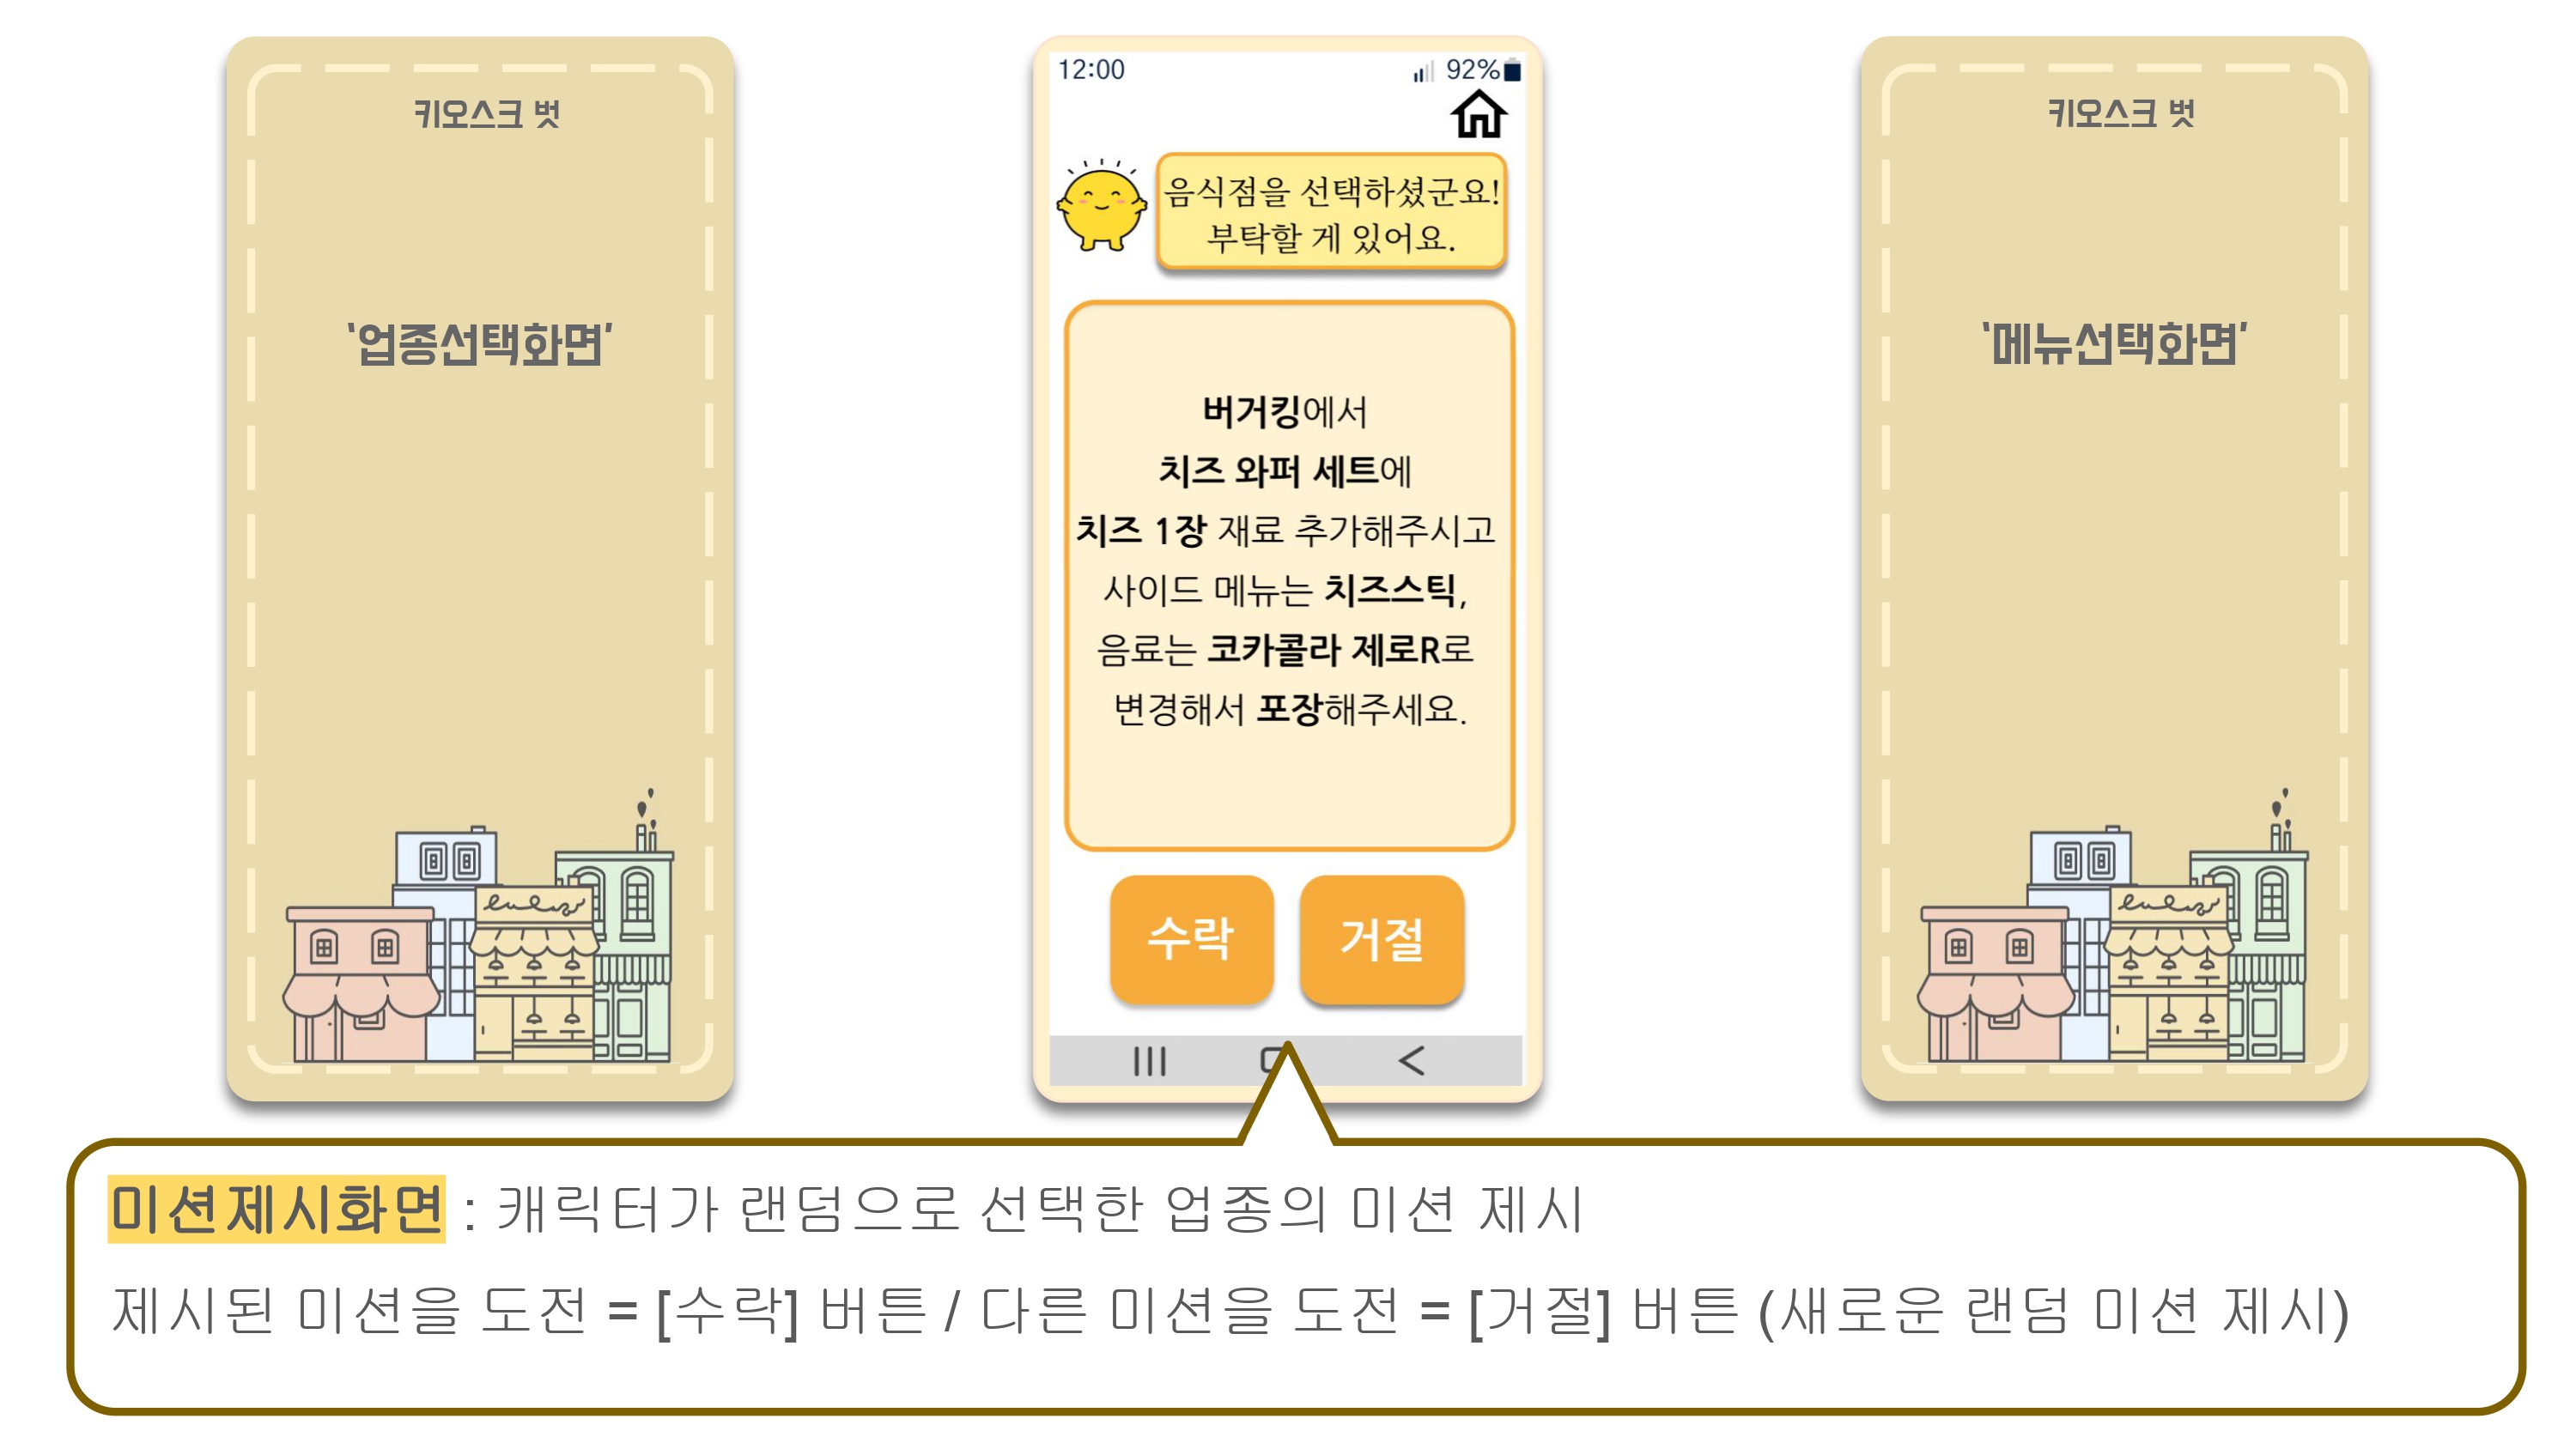 키오스크 벗
'업종선택화면'
12:00
92%
음식점을 선택하셨군요!
부탁할 게 있어요.
버거킹에서
치즈 와퍼 세트에
치즈 1장 재료 추가해주시고
사이드 메뉴는 치즈스틱,
음료는 코카콜라 제로R로
변경해서 포장해주세요.
수락
거절
키오스크 벗
'메뉴선택화면'
미션제시화면 : 캐릭터가 랜덤으로 선택한 업종의 미션 제시
제시된 미션을 도전 = [수락] 버튼 / 다른 미션을 도전 = [거절] 버튼 (새로운 랜덤 미션 제시)